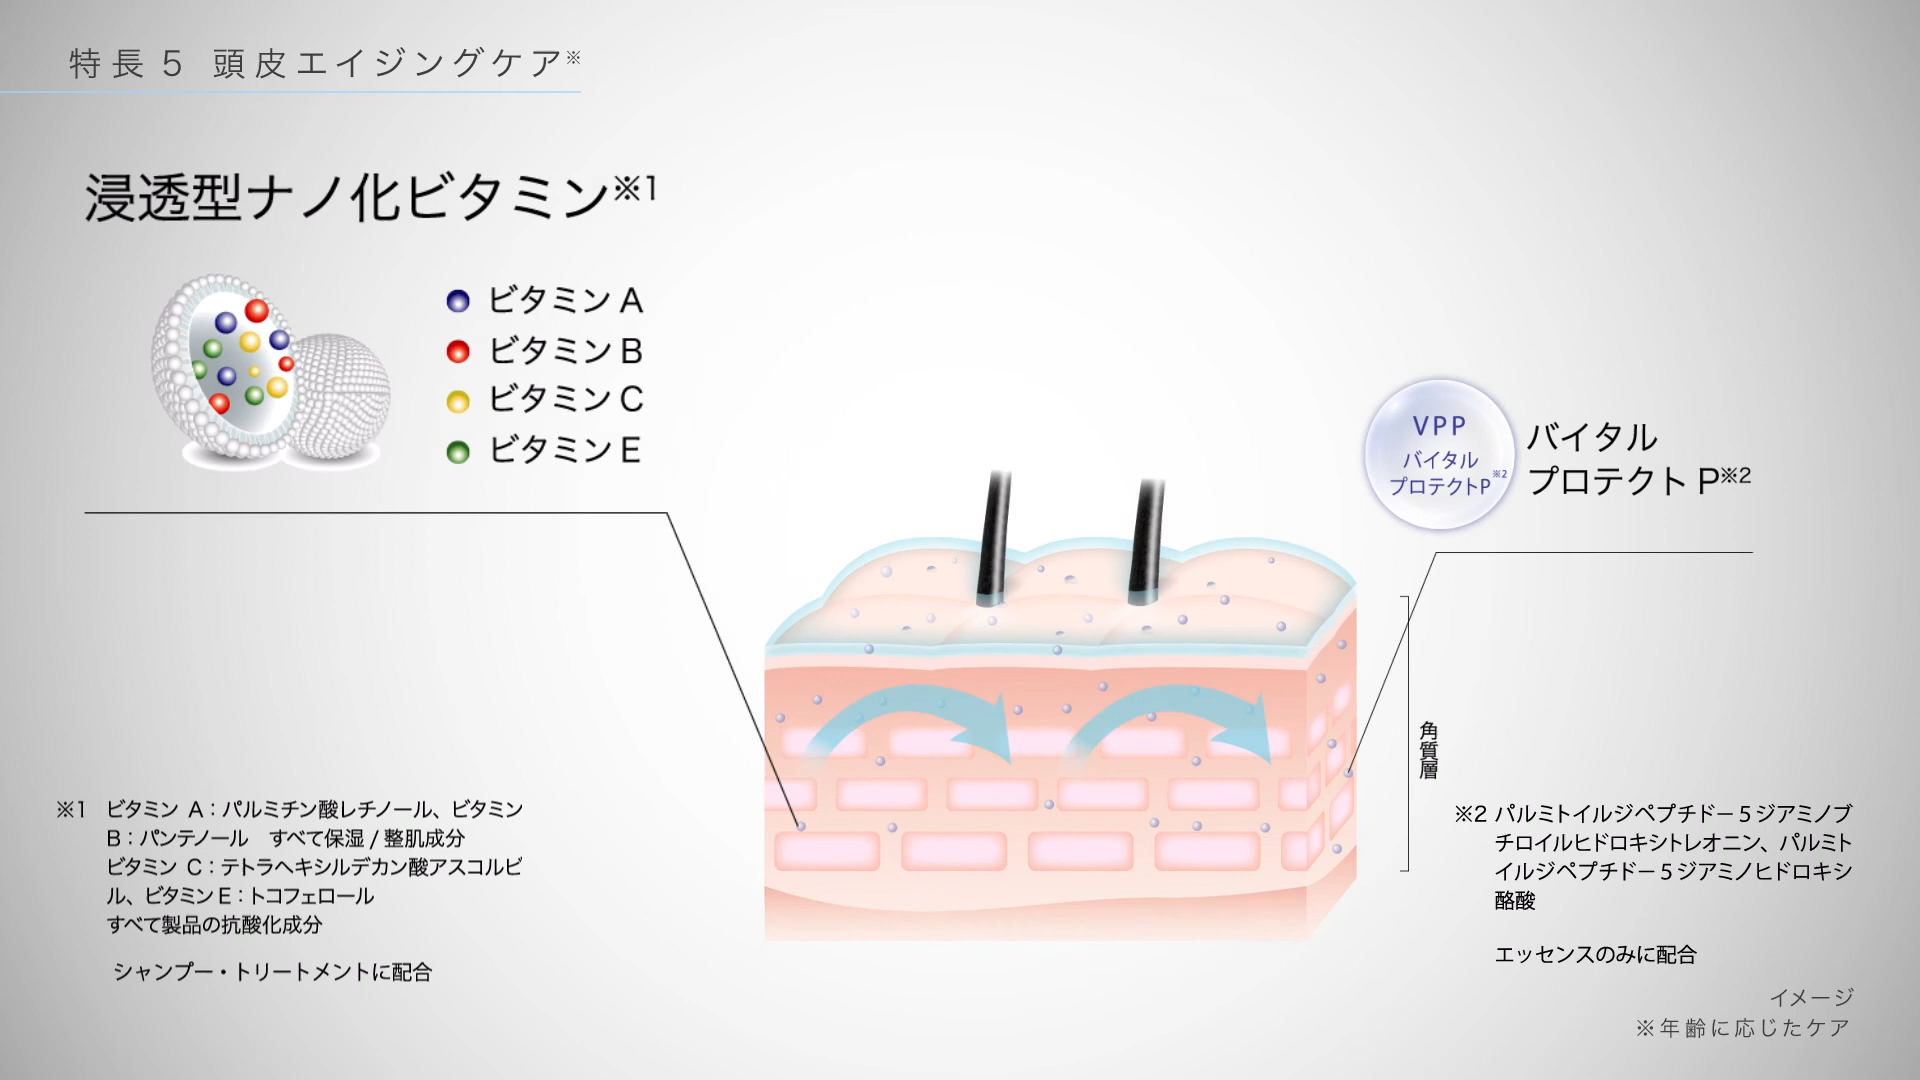 特長5 頭皮エイジングケア※
浸透型ナノ化ビタミン※1
ビタミン A
ビタミン B
ビタミン C
ビタミン E
VPP
バイタル
プロテクトP※2
バイタル
プロテクト P※2
角質層
※1 ビタミン A：パルミチン酸レチノール、ビタミン
B：パンテノール すべて保湿 / 整肌成分
ビタミン C：テトラヘキシルデカン酸アスコルビ
ル、ビタミン E：トコフェロール
すべて製品の抗酸化成分
シャンプー・トリートメントに配合
※2 パルミトイルジペプチド－5ジアミノブ
チロイルヒドロキシトレオニン、パルミト
イルジペプチド－5ジアミノヒドロキシ
酪酸
エッセンスのみに配合
イメージ
※年齢に応じたケア